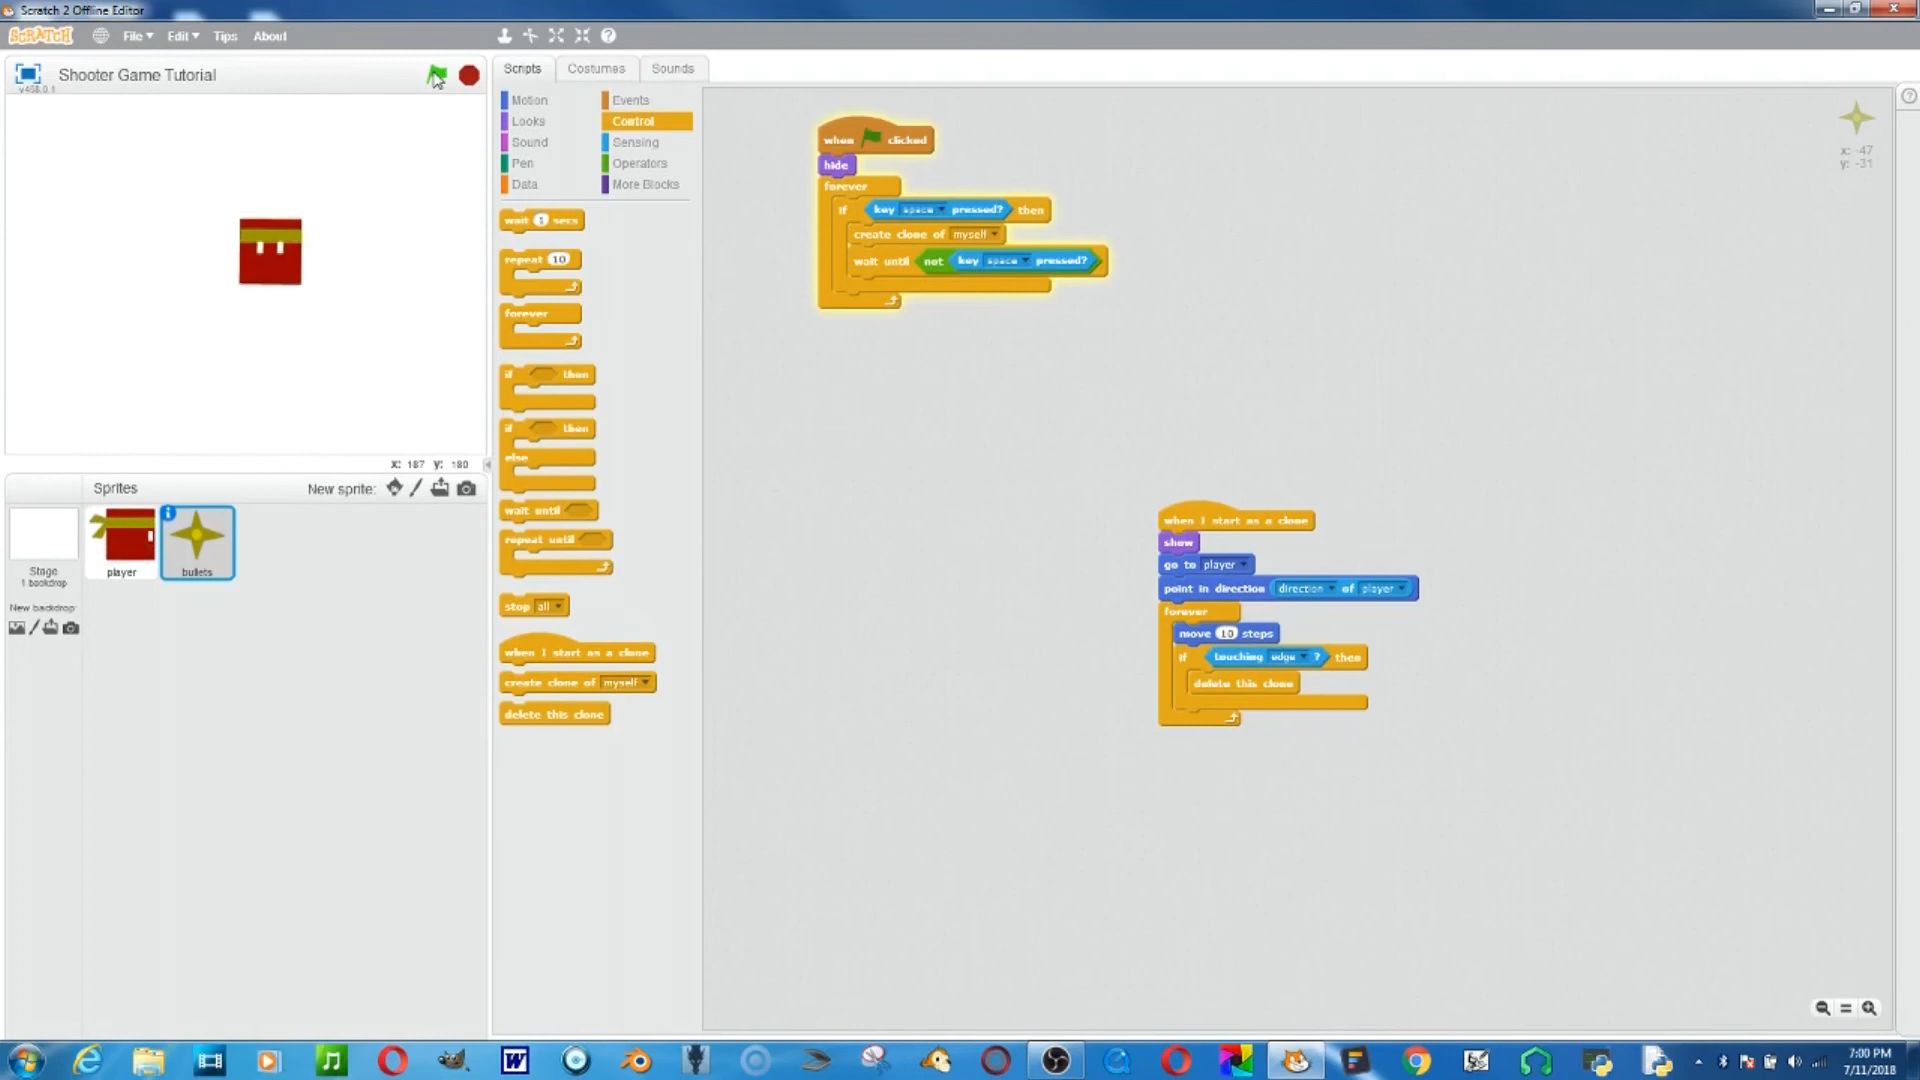 Scratch 2 Offline Editor
SCRATCH File Edit Tips About
Shooter Game Tutorial
v458.0.1
Scripts Costumes Sounds
Motion Events
Looks Control
Sound Sensing
Pen Operators
Data More Blocks
wait 1 secs
repeat 10
forever
if then
if then
else
wait until
repeat until
stop all
when I start as a clone
create clone of myself
delete this clone
when clicked
hide
forever
if key space pressed? then
create clone of myself
wait until not key space pressed?
x: -47
y: -31
when I start as a clone
show
go to player
point in direction direction of player
forever
move 10 steps
if touching edge ? then
delete this clone
X: 187 y: 180
Sprites New sprite:
Stage
1 backdrop
player
bullets
New backdrop:
7:00 PM
7/11/2018